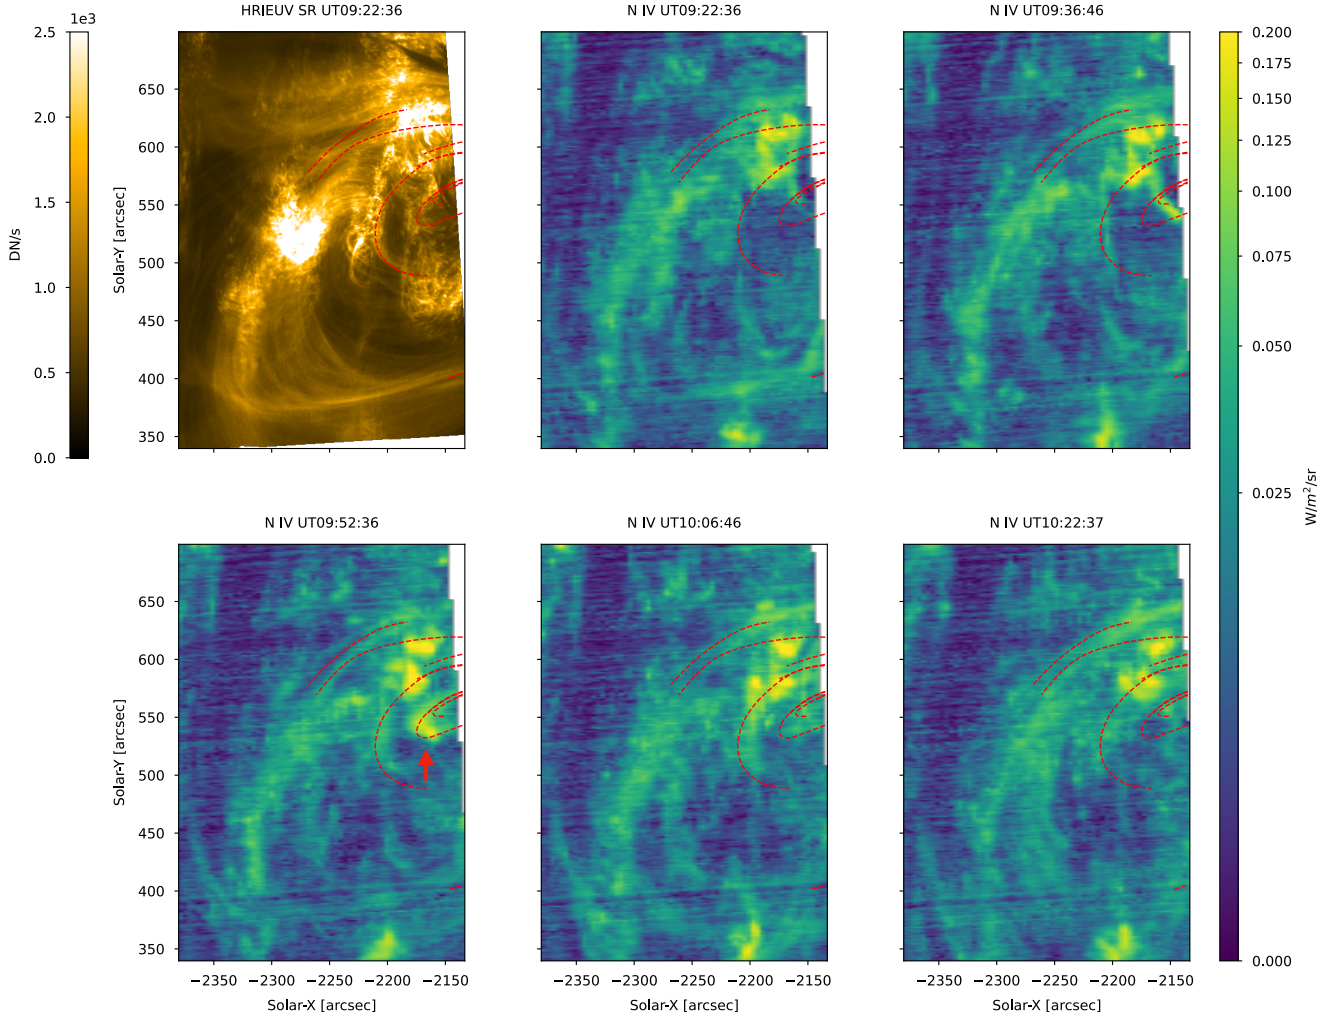 HRIEUV SR UT09:22:36
N IV UT09:22:36
N IV UT09:36:46
1e3
2.5
2.0
1.5
1.0
0.5
0.0
DN/s
650
600
550
500
450
400
350
Solar-Y [arcsec]
0.200
0.175
0.150
0.125
0.100
0.075
0.050
0.025
0.000
W/m²/sr
N IV UT09:52:36
N IV UT10:06:46
N IV UT10:22:37
650
600
550
500
450
400
350
Solar-Y [arcsec]
−2350 −2300 −2250 −2200 −2150
−2350 −2300 −2250 −2200 −2150
−2350 −2300 −2250 −2200 −2150
Solar-X [arcsec]
Solar-X [arcsec]
Solar-X [arcsec]